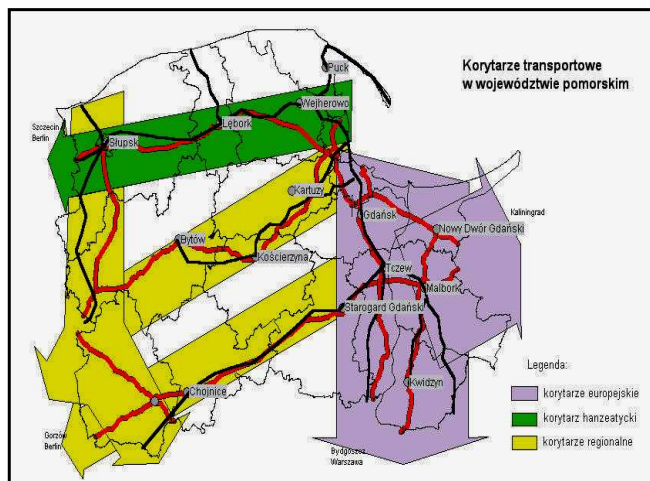 Korytarze transportowe
w województwie pomorskim
Puck
Wejherowo
Lębork
Szczecin
Berlin
Słupsk
Kartuzy
Gdańsk
Kaliningrad
Nowy Dwór Gdański
Bytów
Kościerzyna
Tczew
Malbork
Starogard Gdański
Legenda:
korytarze europejskie
korytarz hanzeatycki
korytarze regionalne
Kwidzyn
Chojnice
Gorzów
Berlin
Bydgoszcz
Warszawa